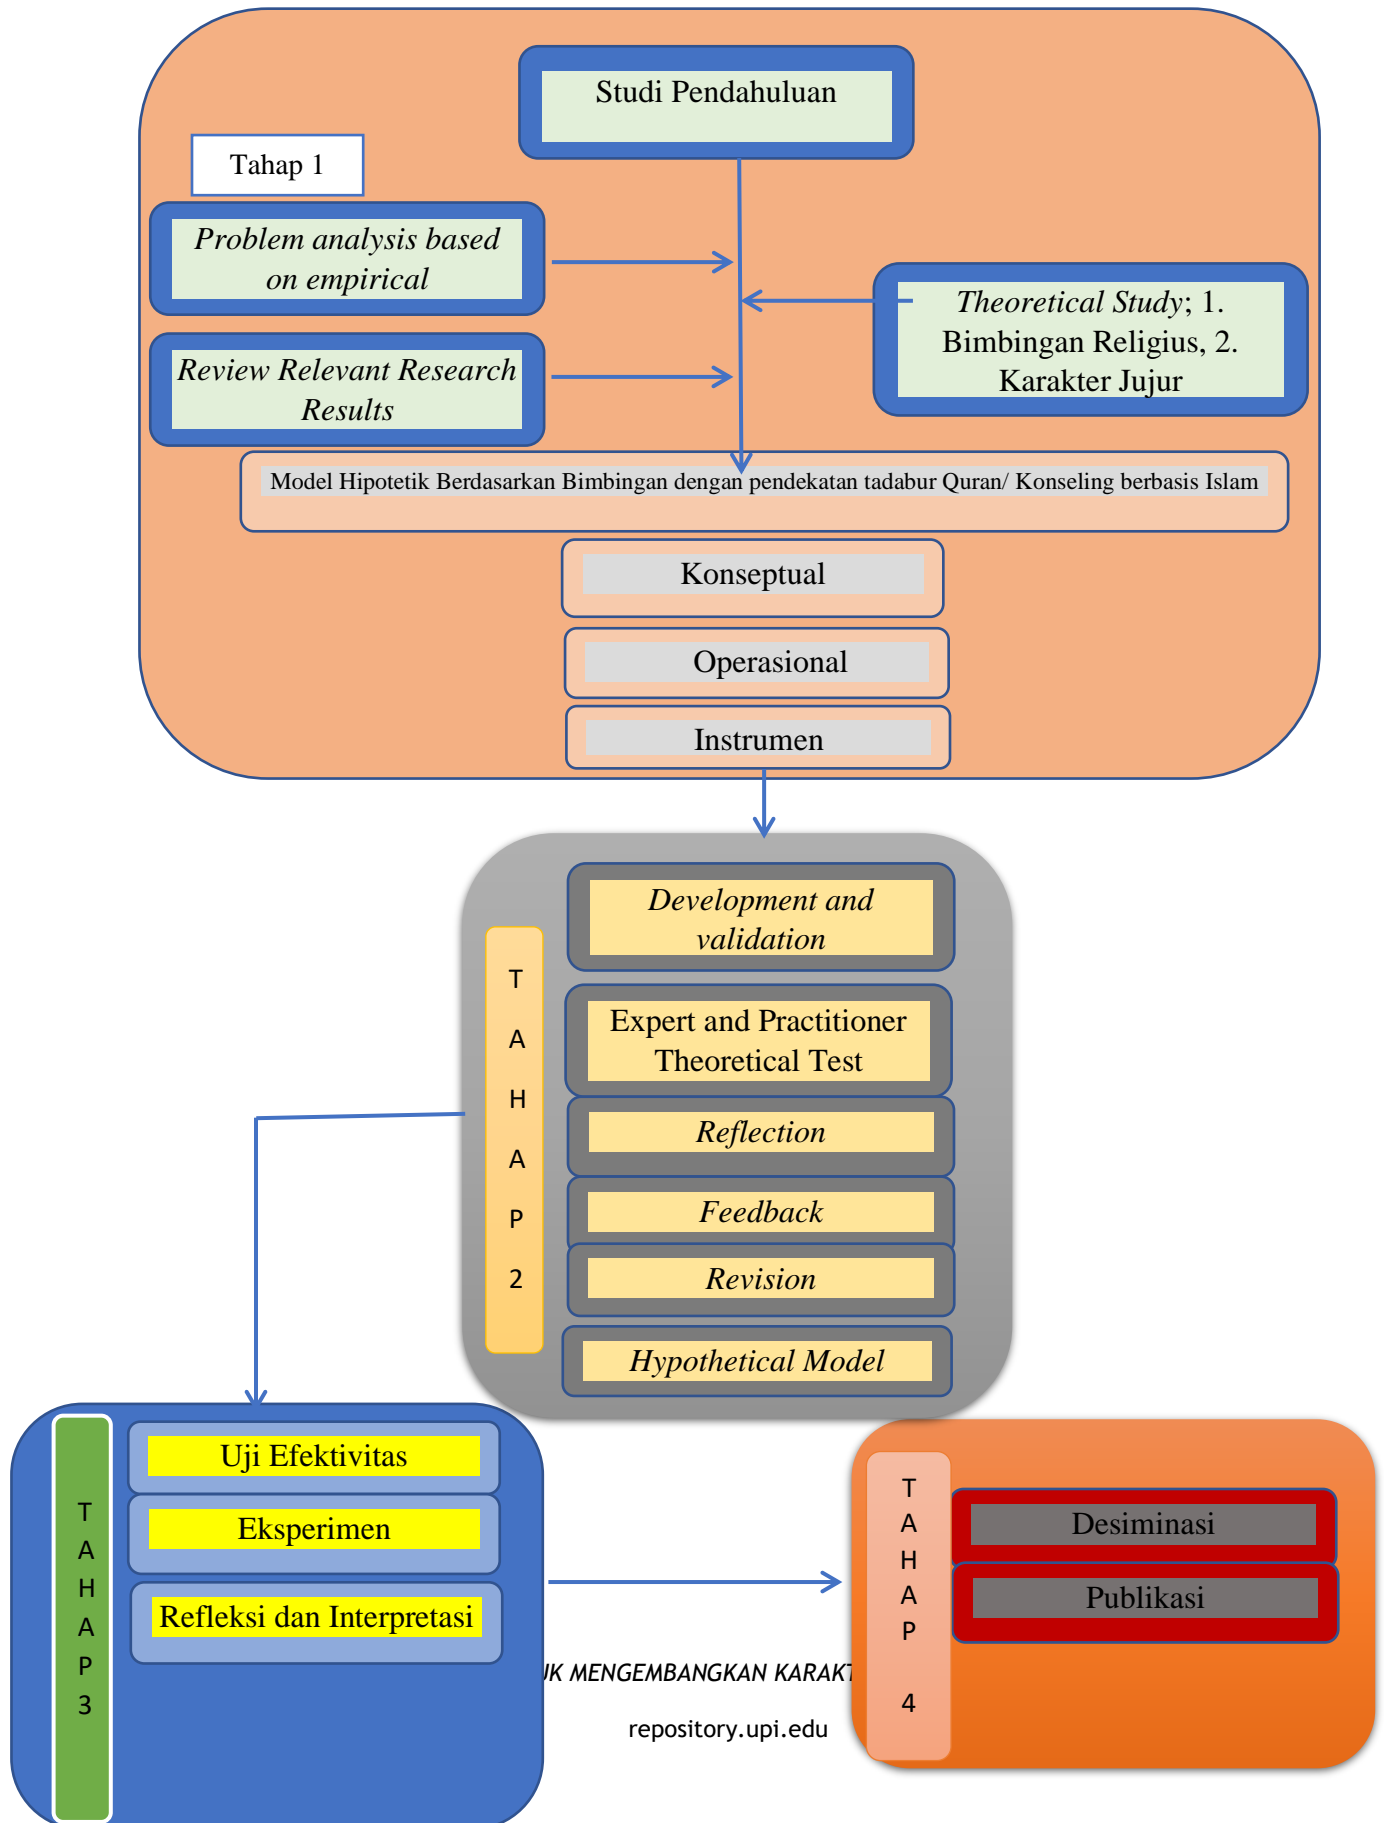 Studi Pendahuluan
Tahap 1
Problem analysis based
on empirical
Theoretical Study; 1.
Bimbingan Religius, 2.
Karakter Jujur
Review Relevant Research
Results
Model Hipotetik Berdasarkan Bimbingan dengan pendekatan tadabur Quran/ Konseling berbasis Islam
Konseptual
Operasional
Instrumen
TAHAP 2
Development and
validation
Expert and Practitioner
Theoretical Test
Reflection
Feedback
Revision
Hypothetical Model
TAHAP 3
Uji Efektivitas
Eksperimen
Refleksi dan Interpretasi
TAHAP 4
Desiminasi
Publikasi
MENGEMBANGKAN
repository.upi.edu